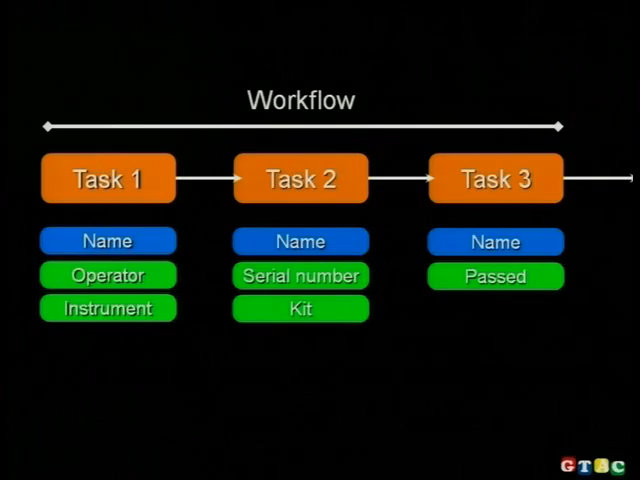 Workflow
Task 1
Task 2
Task 3
Name
Name
Name
Operator
Serial number
Passed
Instrument
Kit
GTAC